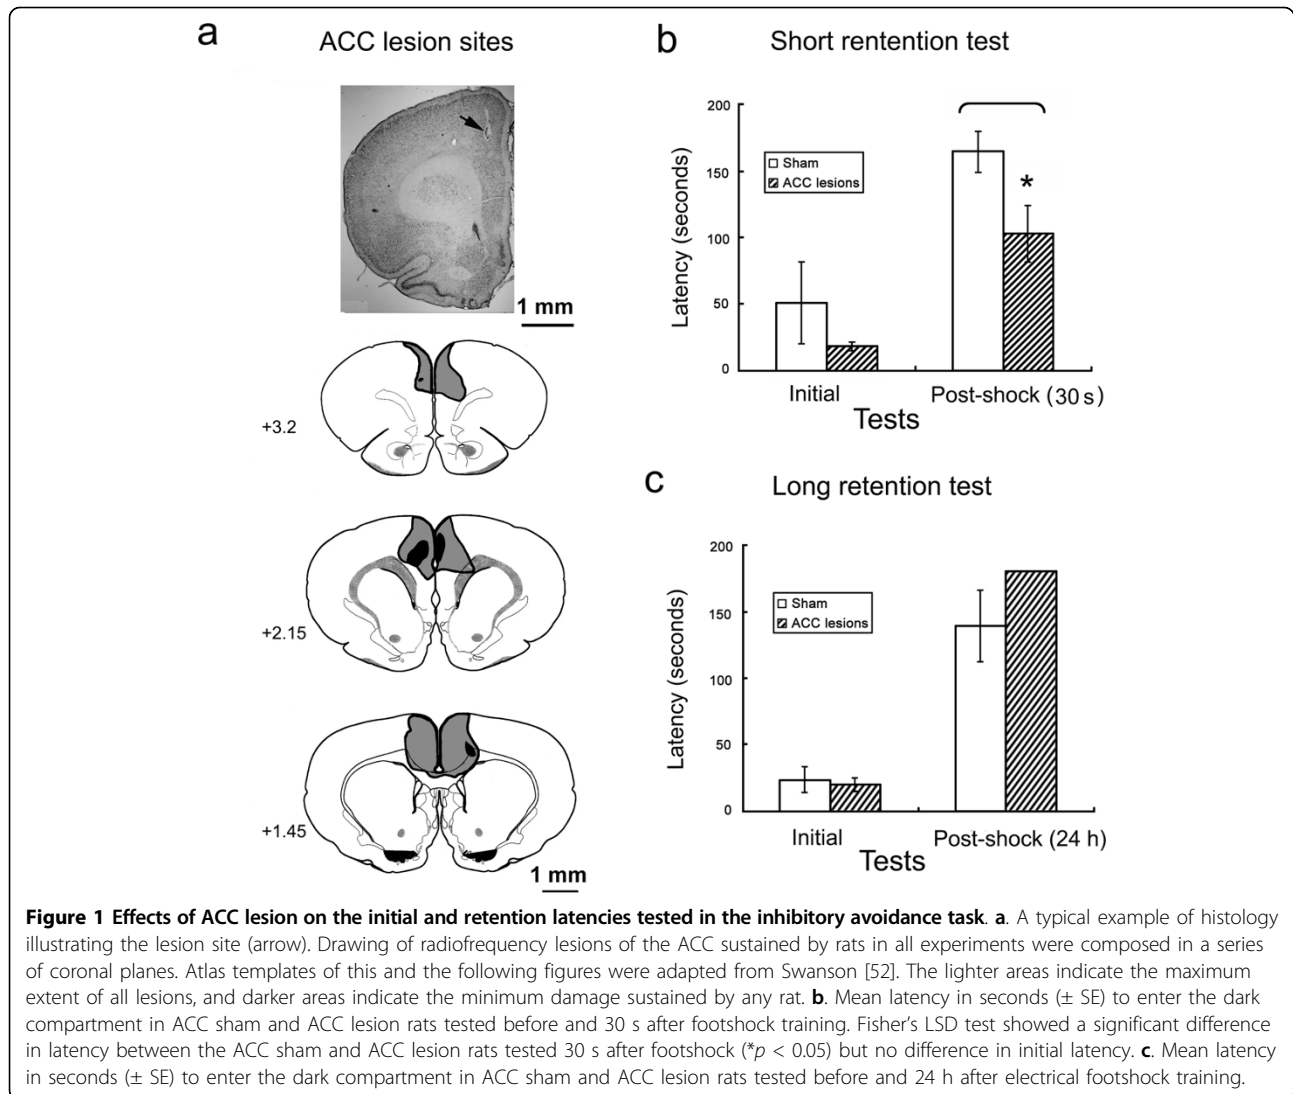 a
ACC lesion sites
1 mm
+3.2
+2.15
+1.45
1 mm
b
Short rentention test
200
150
100
50
0
Latency (seconds)
Sham
ACC lesions
*
Initial
Post-shock (30 s)
Tests
c
Long retention test
200
150
100
50
0
Latency (seconds)
Sham
ACC lesions
Initial
Post-shock (24 h)
Tests
Figure 1 Effects of ACC lesion on the initial and retention latencies tested in the inhibitory avoidance task. a. A typical example of histology
illustrating the lesion site (arrow). Drawing of radiofrequency lesions of the ACC sustained by rats in all experiments were composed in a series
of coronal planes. Atlas templates of this and the following figures were adapted from Swanson [52]. The lighter areas indicate the maximum
extent of all lesions, and darker areas indicate the minimum damage sustained by any rat. b. Mean latency in seconds (± SE) to enter the dark
compartment in ACC sham and ACC lesion rats tested before and 30 s after footshock training. Fisher's LSD test showed a significant difference
in latency between the ACC sham and ACC lesion rats tested 30 s after footshock (*p < 0.05) but no difference in initial latency. c. Mean latency
in seconds (± SE) to enter the dark compartment in ACC sham and ACC lesion rats tested before and 24 h after electrical footshock training.